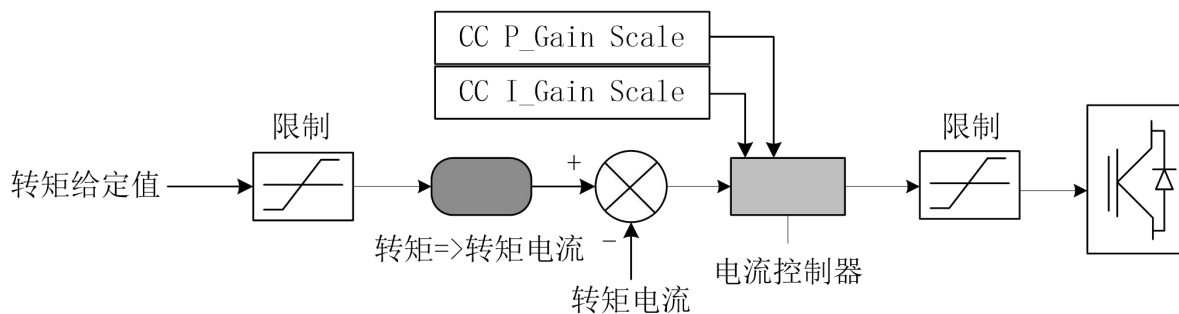 CC P_Gain Scale
CC I_Gain Scale
限制
限制
转矩给定值
+
转矩=>转矩电流
-
电流控制器
转矩电流